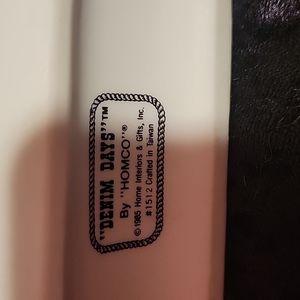 "DENIM DAYS"™
By "HOMCO"®
© 1985 Home Interiors & Gifts, Inc.
#1512 Crafted in Taiwan